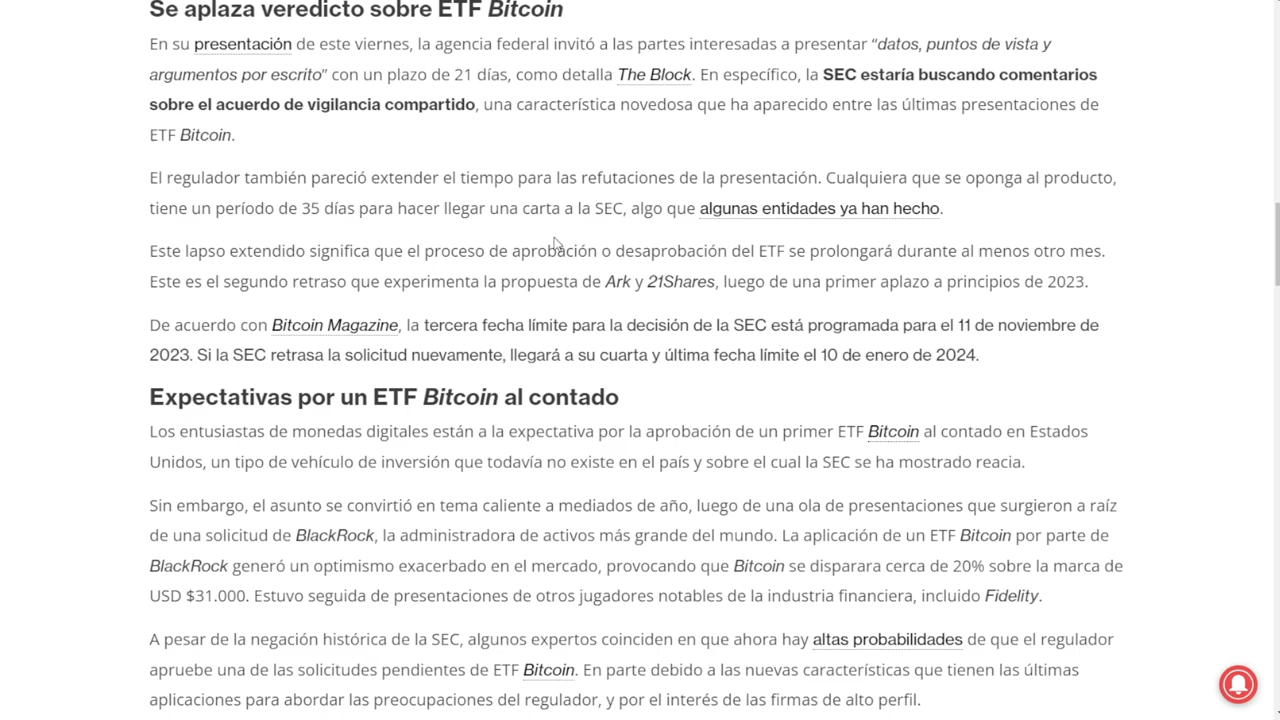 Se aplaza veredicto sobre ETF Bitcoin
En su presentación de este viernes, la agencia federal invitó a las partes interesadas a presentar “datos, puntos de vista y
argumentos por escrito” con un plazo de 21 días, como detalla The Block. En específico, la SEC estaría buscando comentarios
sobre el acuerdo de vigilancia compartido, una característica novedosa que ha aparecido entre las últimas presentaciones de
ETF Bitcoin.
El regulador también pareció extender el tiempo para las refutaciones de la presentación. Cualquiera que se oponga al producto,
tiene un período de 35 días para hacer llegar una carta a la SEC, algo que algunas entidades ya han hecho.
Este lapso extendido significa que el proceso de aprobación o desaprobación del ETF se prolongará durante al menos otro mes.
Este es el segundo retraso que experimenta la propuesta de Ark y 21Shares, luego de una primer aplazo a principios de 2023.
De acuerdo con Bitcoin Magazine, la tercera fecha límite para la decisión de la SEC está programada para el 11 de noviembre de
2023. Si la SEC retrasa la solicitud nuevamente, llegará a su cuarta y última fecha límite el 10 de enero de 2024.
Expectativas por un ETF Bitcoin al contado
Los entusiastas de monedas digitales están a la expectativa por la aprobación de un primer ETF Bitcoin al contado en Estados
Unidos, un tipo de vehículo de inversión que todavía no existe en el país y sobre el cual la SEC se ha mostrado reacia.
Sin embargo, el asunto se convirtió en tema caliente a mediados de año, luego de una ola de presentaciones que surgieron a raíz
de una solicitud de BlackRock, la administradora de activos más grande del mundo. La aplicación de un ETF Bitcoin por parte de
BlackRock generó un optimismo exacerbado en el mercado, provocando que Bitcoin se disparara cerca de 20% sobre la marca de
USD $31.000. Estuvo seguida de presentaciones de otros jugadores notables de la industria financiera, incluido Fidelity.
A pesar de la negación histórica de la SEC, algunos expertos coinciden en que ahora hay altas probabilidades de que el regulador
apruebe una de las solicitudes pendientes de ETF Bitcoin. En parte debido a las nuevas características que tienen las últimas
aplicaciones para abordar las preocupaciones del regulador, y por el interés de las firmas de alto perfil.